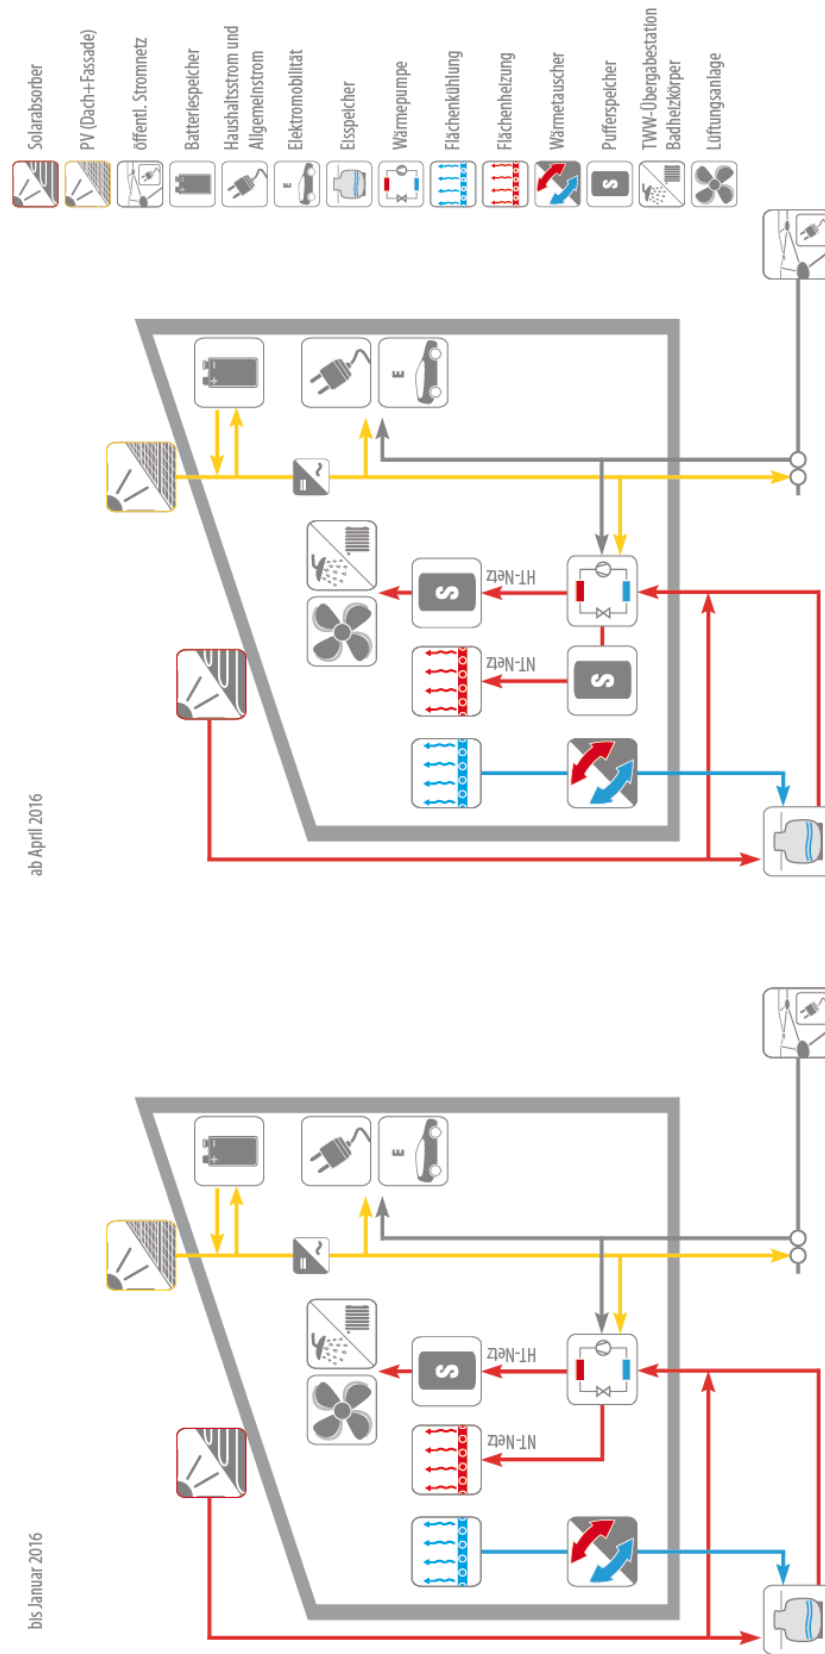 bis Januar 2016
NT-Netz
HT-Netz
S
E
ab April 2016
NT-Netz
HT-Netz
S
S
E
Solarabsorber
PV (Dach+Fassade)
öffentl. Stromnetz
Batteriespeicher
Haushaltsstrom und
Allgemeinstrom
E
Elektromobilität
Eisspeicher
Wärmepumpe
Flächenkühlung
Flächenheizung
Wärmetauscher
S
Pufferspeicher
TWW-Übergabestation
Badheizkörper
Lüftungsanlage